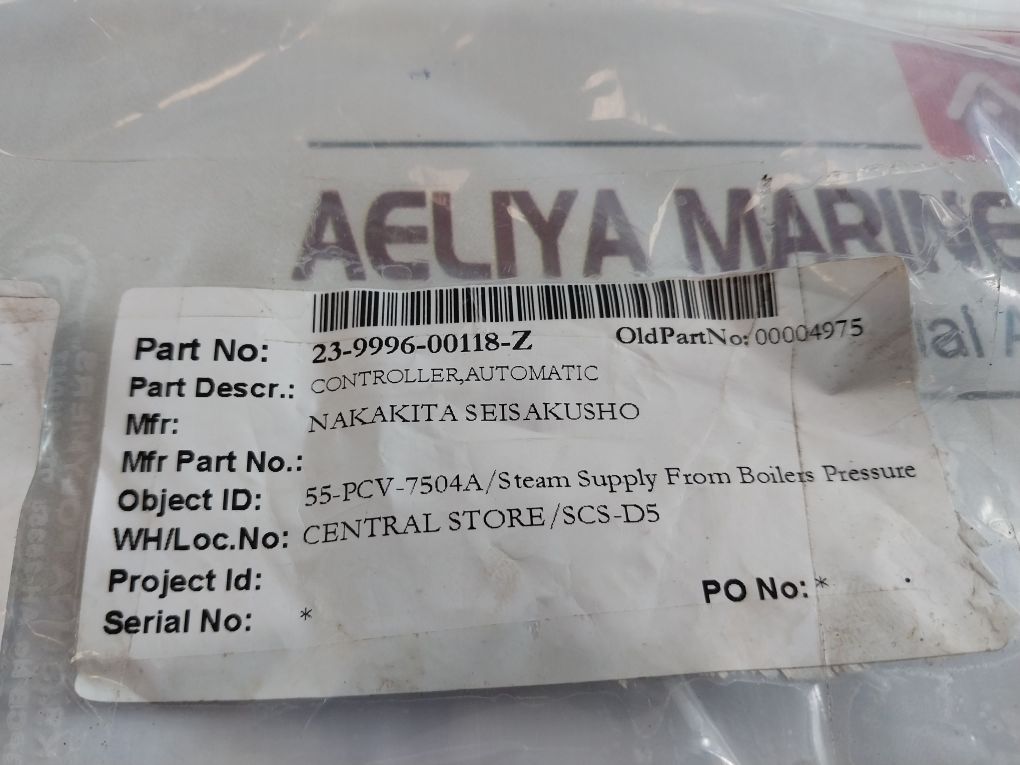 AELIYA MARINE
Part No: 23-9996-00118-Z OldPartNo: 00004975
Part Descr.: CONTROLLER,AUTOMATIC
Mfr: NAKAKITA SEISAKUSHO
Mfr Part No.:
Object ID: 55-PCV-7504A/Steam Supply From Boilers Pressure
WH/Loc.No: CENTRAL STORE/SCS-D5
Project Id:
Serial No: * PO No: *